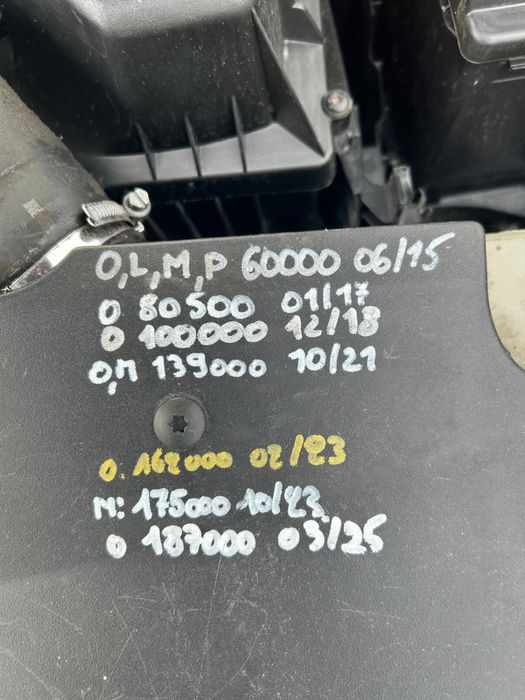 O,L,M,P 60000 06/15
O 80500 01/17
O 100000 12/18
O,M 139000 10/21
O. 162000 02/23
M: 175000 10/23
O 187000 03/25